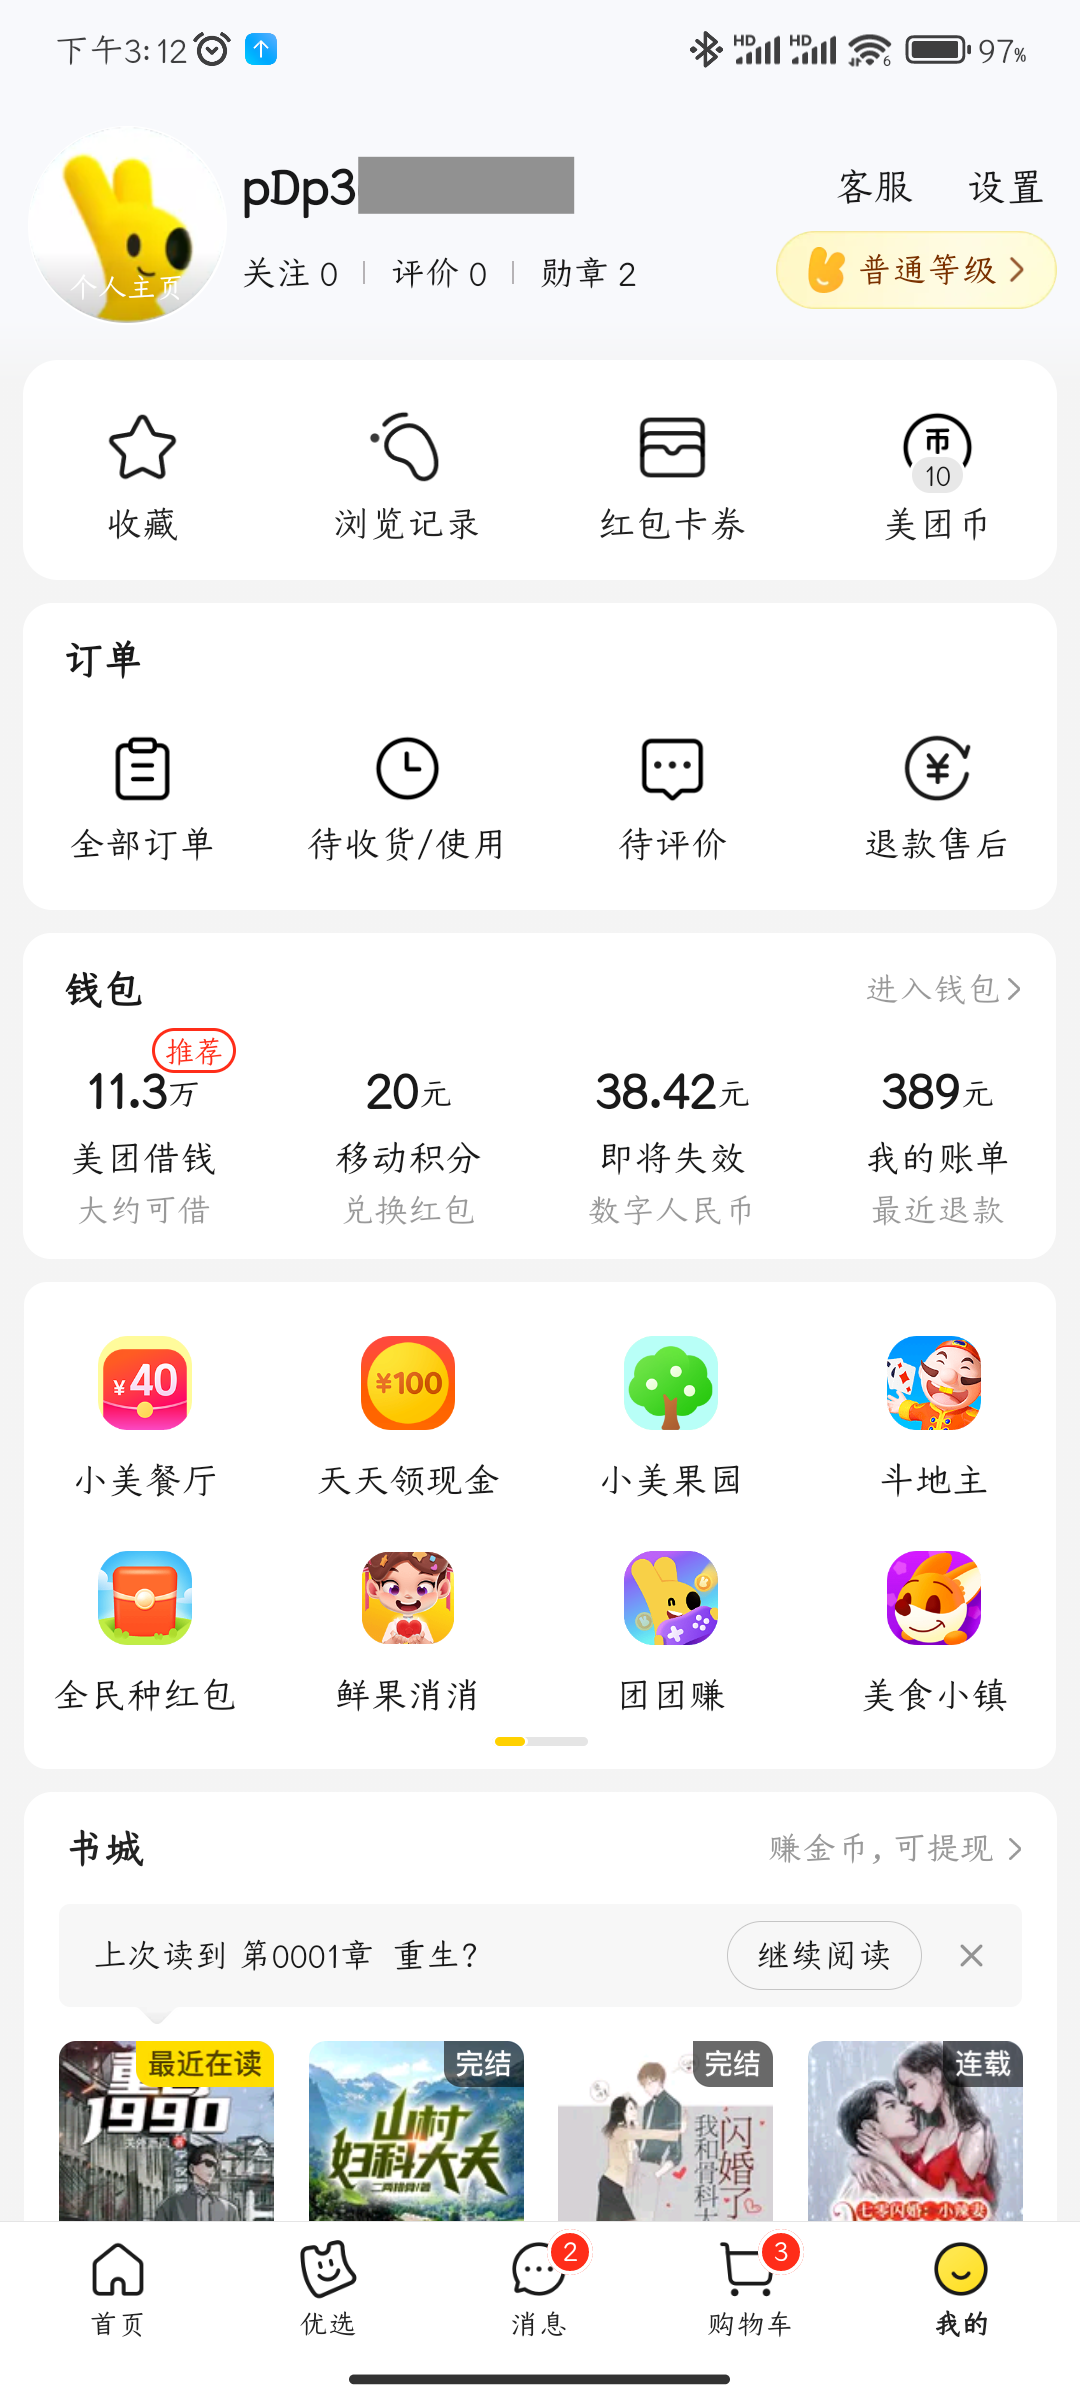 下午3:12
HD HD 6 97%
pDp3
客服 设置
个人主页
关注 0 评价 0 勋章 2
普通等级
币
10
收藏 浏览记录 红包卡券 美团币
订单
全部订单 待收货/使用 待评价 退款售后
钱包 进入钱包
推荐
11.3万 20元 38.42元 389元
美团借钱 移动积分 即将失效 我的账单
大约可借 兑换红包 数字人民币 最近退款
¥40 ¥100
小美餐厅 天天领现金 小美果园 斗地主
全民种红包 鲜果消消 团团赚 美食小镇
书城 赚金币,可提现
上次读到 第0001章 重生? 继续阅读
最近在读 完结 完结 连载
1990
山村
妇科大夫
闪婚了
我和骨科大
七零闪婚:小辣妻
2 3
首页 优选 消息 购物车 我的